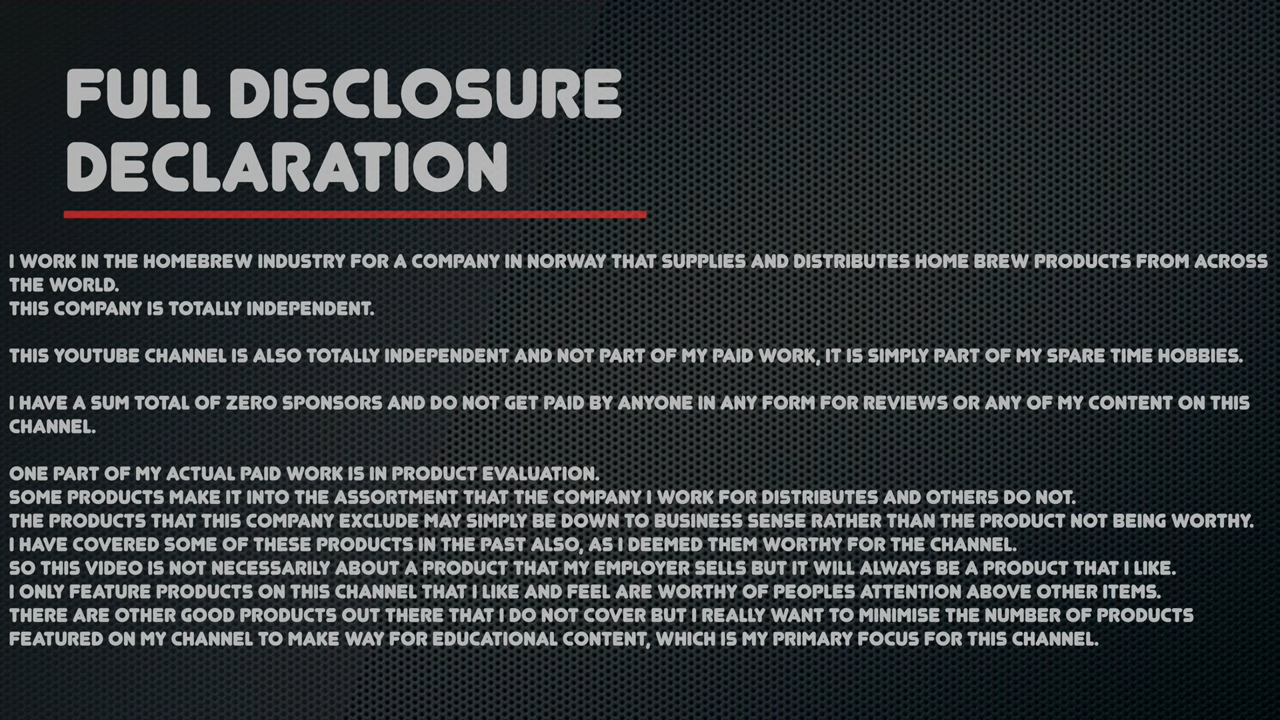 FULL DISCLOSURE
DECLARATION
I WORK IN THE HOMEBREW INDUSTRY FOR A COMPANY IN NORWAY THAT SUPPLIES AND DISTRIBUTES HOME BREW PRODUCTS FROM ACROSS
THE WORLD.
THIS COMPANY IS TOTALLY INDEPENDENT.
THIS YOUTUBE CHANNEL IS ALSO TOTALLY INDEPENDENT AND NOT PART OF MY PAID WORK, IT IS SIMPLY PART OF MY SPARE TIME HOBBIES.
I HAVE A SUM TOTAL OF ZERO SPONSORS AND DO NOT GET PAID BY ANYONE IN ANY FORM FOR REVIEWS OR ANY OF MY CONTENT ON THIS
CHANNEL.
ONE PART OF MY ACTUAL PAID WORK IS IN PRODUCT EVALUATION.
SOME PRODUCTS MAKE IT INTO THE ASSORTMENT THAT THE COMPANY I WORK FOR DISTRIBUTES AND OTHERS DO NOT.
THE PRODUCTS THAT THIS COMPANY EXCLUDE MAY SIMPLY BE DOWN TO BUSINESS SENSE RATHER THAN THE PRODUCT NOT BEING WORTHY.
I HAVE COVERED SOME OF THESE PRODUCTS IN THE PAST ALSO, AS I DEEMED THEM WORTHY FOR THE CHANNEL.
SO THIS VIDEO IS NOT NECESSARILY ABOUT A PRODUCT THAT MY EMPLOYER SELLS BUT IT WILL ALWAYS BE A PRODUCT THAT I LIKE.
I ONLY FEATURE PRODUCTS ON THIS CHANNEL THAT I LIKE AND FEEL ARE WORTHY OF PEOPLES ATTENTION ABOVE OTHER ITEMS.
THERE ARE OTHER GOOD PRODUCTS OUT THERE THAT I DO NOT COVER BUT I REALLY WANT TO MINIMISE THE NUMBER OF PRODUCTS
FEATURED ON MY CHANNEL TO MAKE WAY FOR EDUCATIONAL CONTENT, WHICH IS MY PRIMARY FOCUS FOR THIS CHANNEL.